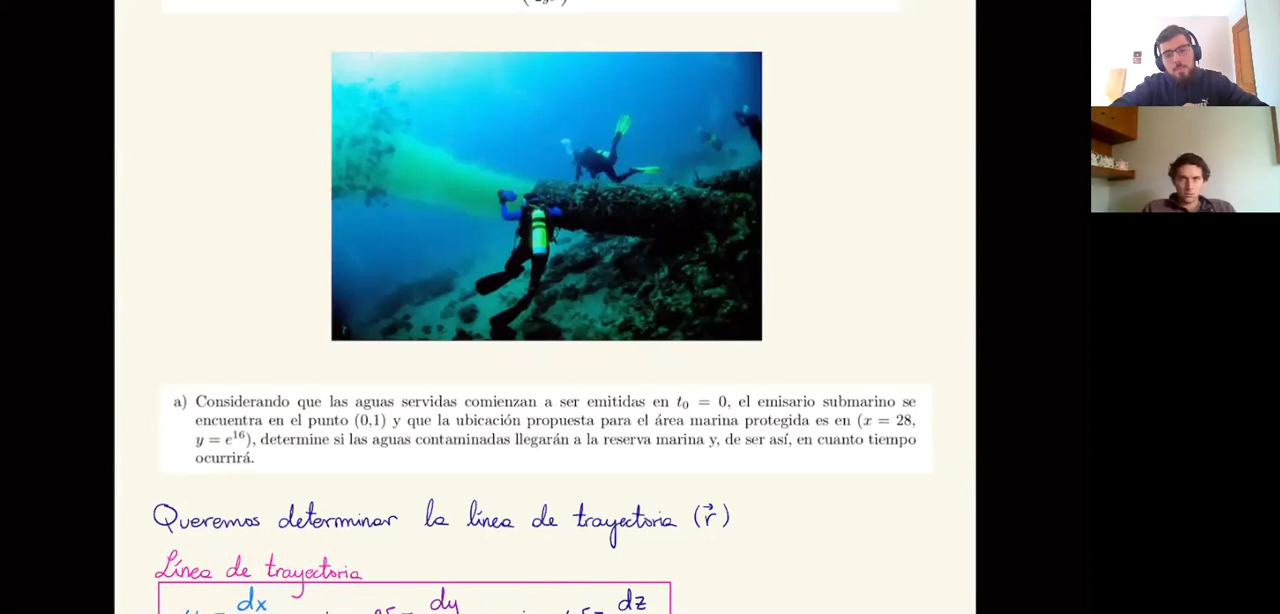 a) Considerando que las aguas servidas comienzan a ser emitidas en t₀ = 0, el emisario submarino se
encuentra en el punto (0,1) y que la ubicación propuesta para el área marina protegida es en (x = 28,
y = e¹⁶), determine si las aguas contaminadas llegarán a la reserva marina y, de ser así, en cuanto tiempo
ocurrirá.
Queremos determinar la línea de trayectoria (r⃗)
Línea de trayectoria
dx dy dz